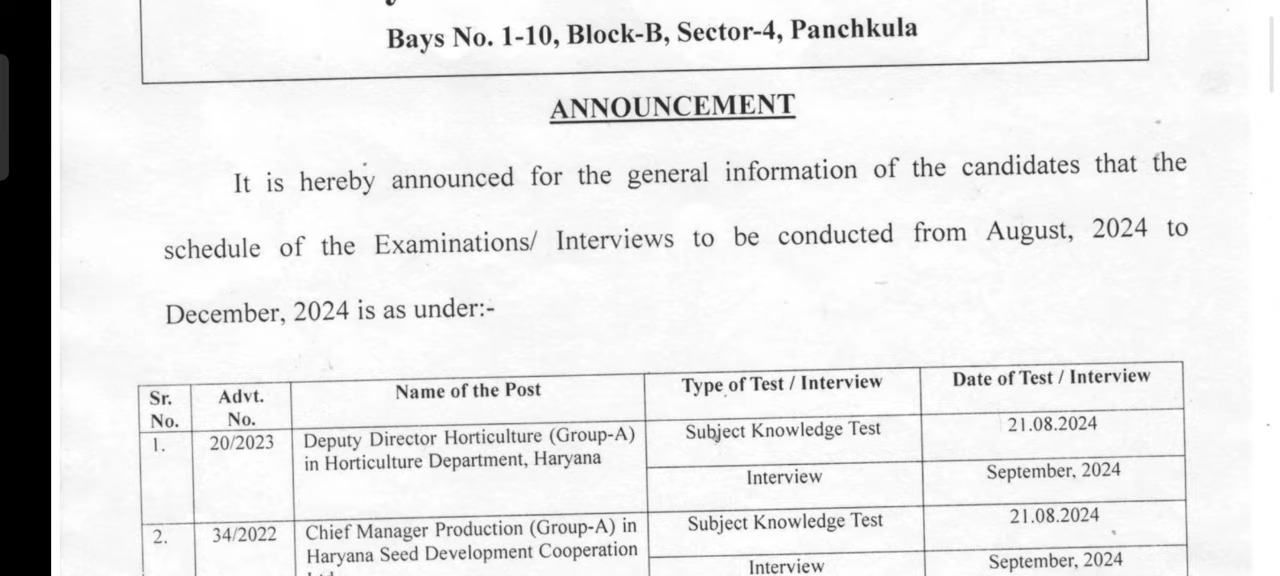 Bays No. 1-10, Block-B, Sector-4, Panchkula
ANNOUNCEMENT
It is hereby announced for the general information of the candidates that the
schedule of the Examinations/ Interviews to be conducted from August, 2024 to
December, 2024 is as under:-
Sr. No. Advt. No. Name of the Post Type of Test / Interview Date of Test / Interview
1. 20/2023 Deputy Director Horticulture (Group-A) Subject Knowledge Test 21.08.2024
in Horticulture Department, Haryana
Interview September, 2024
2. 34/2022 Chief Manager Production (Group-A) in Subject Knowledge Test 21.08.2024
Haryana Seed Development Cooperation
Interview September, 2024